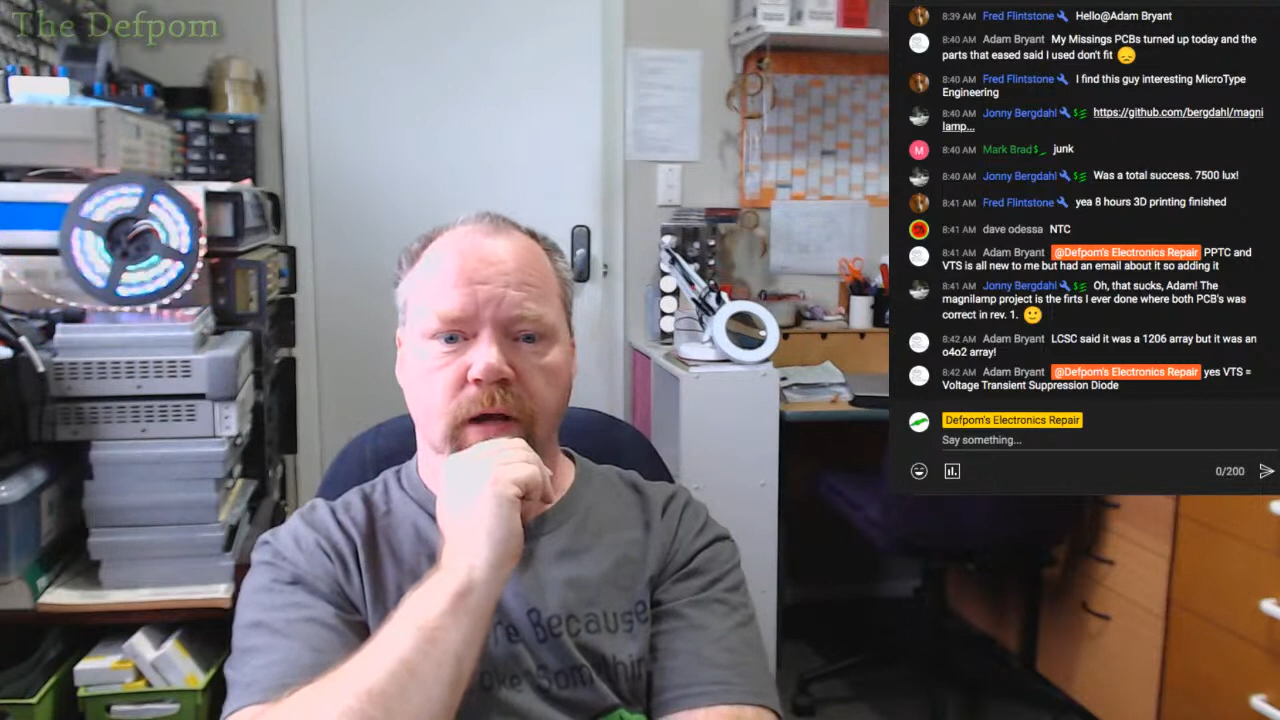 The Defpom
8:39 AM Fred Flintstone Hello@Adam Bryant
8:40 AM Adam Bryant My Missings PCBs turned up today and the
parts that eased said I used don't fit
8:40 AM Fred Flintstone I find this guy interesting MicroType
Engineering
8:40 AM Jonny Bergdahl https://github.com/bergdahl/magni
lamp...
M 8:40 AM Mark Brad junk
8:40 AM Jonny Bergdahl Was a total success. 7500 lux!
8:41 AM Fred Flintstone yea 8 hours 3D printing finished
8:41 AM dave odessa NTC
8:41 AM Adam Bryant @Defpom's Electronics Repair PPTC and
VTS is all new to me but had an email about it so adding it
8:41 AM Jonny Bergdahl Oh, that sucks, Adam! The
magnilamp project is the firts I ever done where both PCB's was
correct in rev. 1.
8:42 AM Adam Bryant LCSC said it was a 1206 array but it was an
o4o2 array!
8:42 AM Adam Bryant @Defpom's Electronics Repair yes VTS =
Voltage Transient Suppression Diode
Defpom's Electronics Repair
Say something...
0/200
re Because
oke Somethin